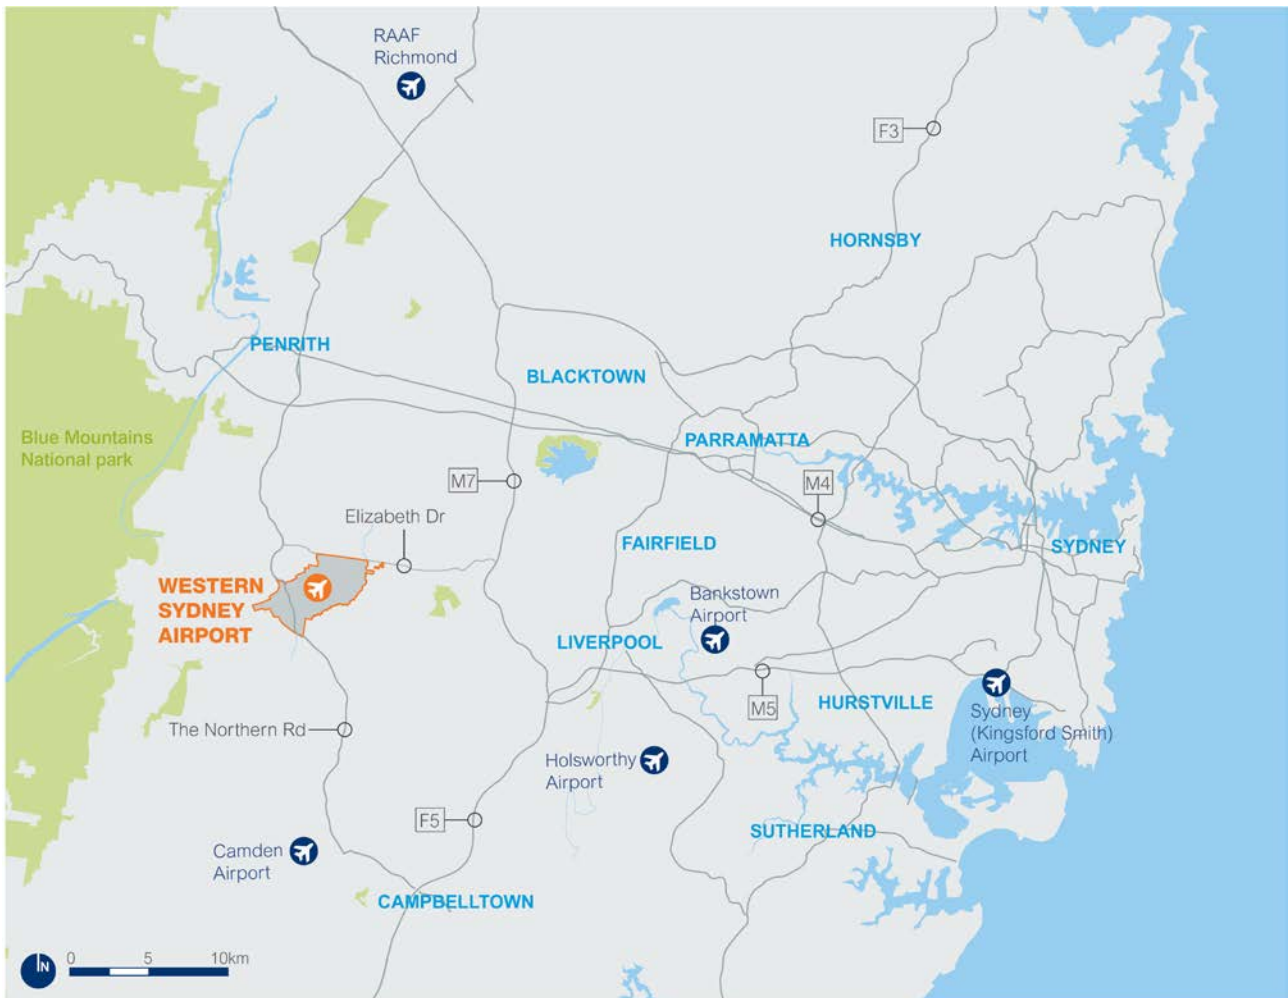 RAAF
Richmond
F3
HORNSBY
PENRITH
BLACKTOWN
Blue Mountains
National park
PARRAMATTA
M7
M4
Elizabeth Dr
FAIRFIELD
SYDNEY
WESTERN
SYDNEY
AIRPORT
Bankstown
Airport
LIVERPOOL
M5
HURSTVILLE
Sydney
(Kingsford Smith)
Airport
The Northern Rd
Holsworthy
Airport
F5
SUTHERLAND
Camden
Airport
CAMPBELLTOWN
N
0 5 10km